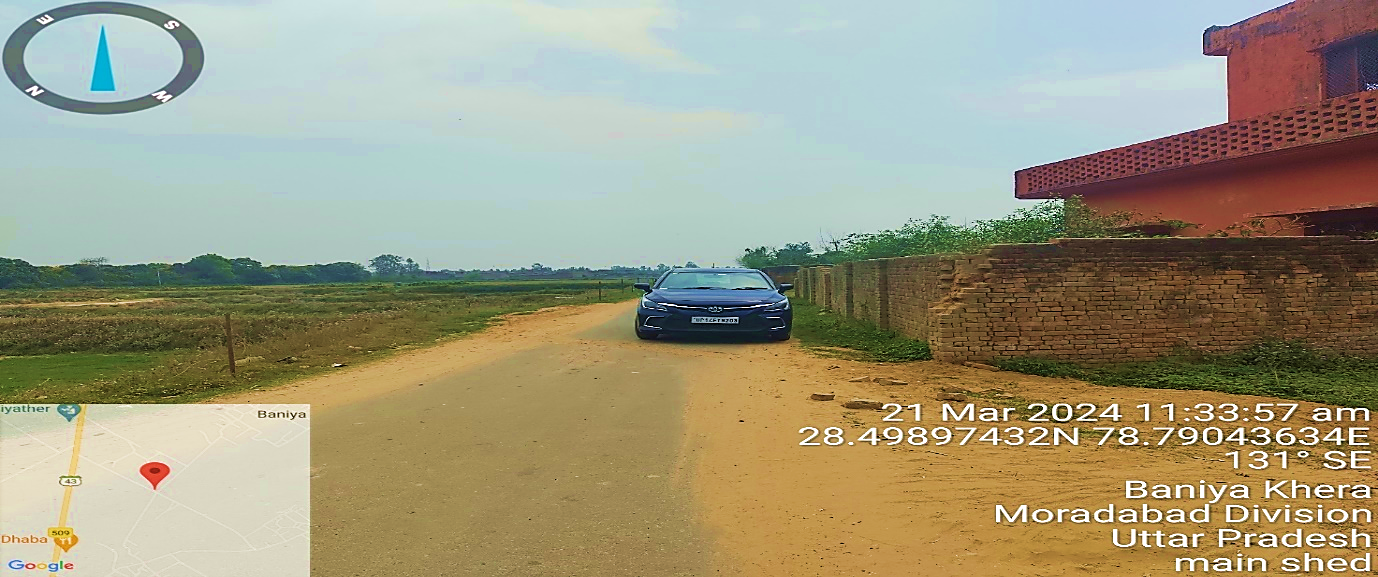 E
S
N
W
iyather
Baniya
43
509
Dhaba
Google
21 Mar 2024 11:33:57 am
28.49897432N 78.79043634E
131° SE
Baniya Khera
Moradabad Division
Uttar Pradesh
main shed